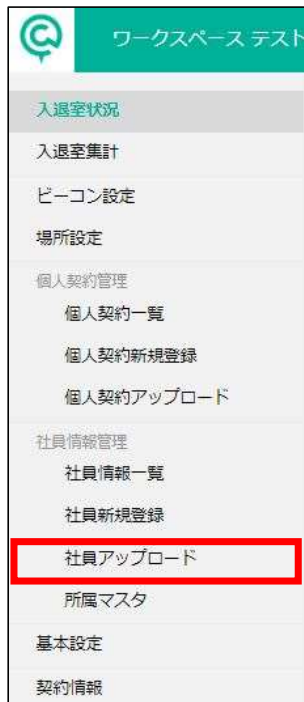 ワークスペース テスト
入退室状況
入退室集計
ビーコン設定
場所設定
個人契約管理
個人契約一覧
個人契約新規登録
個人契約アップロード
社員情報管理
社員情報一覧
社員新規登録
社員アップロード
所属マスタ
基本設定
契約情報